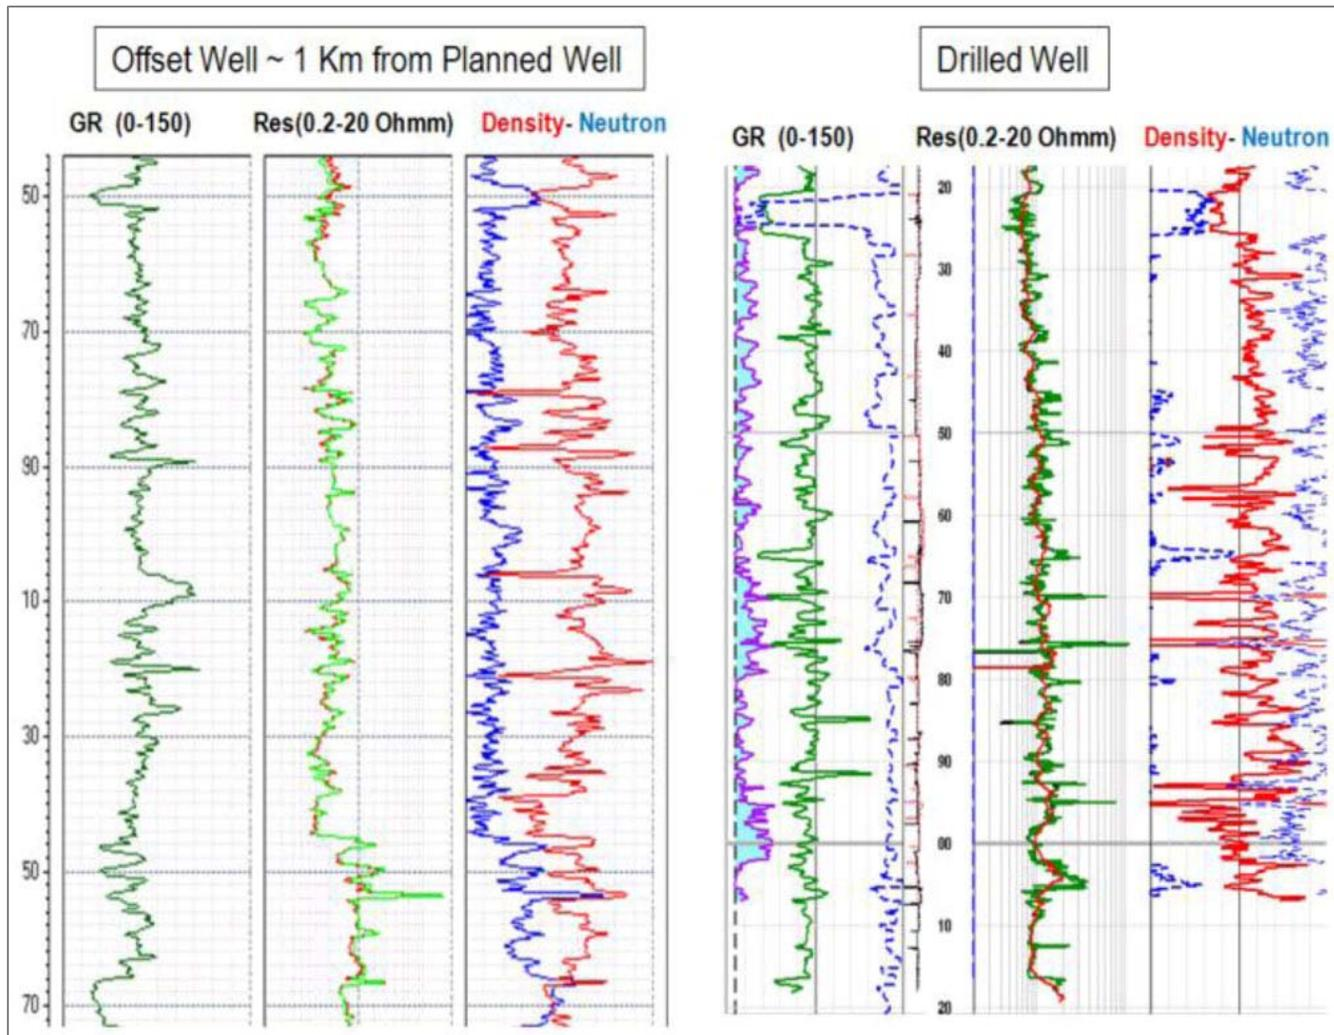 Offset Well ~ 1 Km from Planned Well
Drilled Well
GR (0-150)
Res(0.2-20 Ohmm)
Density- Neutron
GR (0-150)
Res(0.2-20 Ohmm)
Density- Neutron
50
70
90
10
30
50
70
20
30
40
50
60
70
80
90
00
10
20